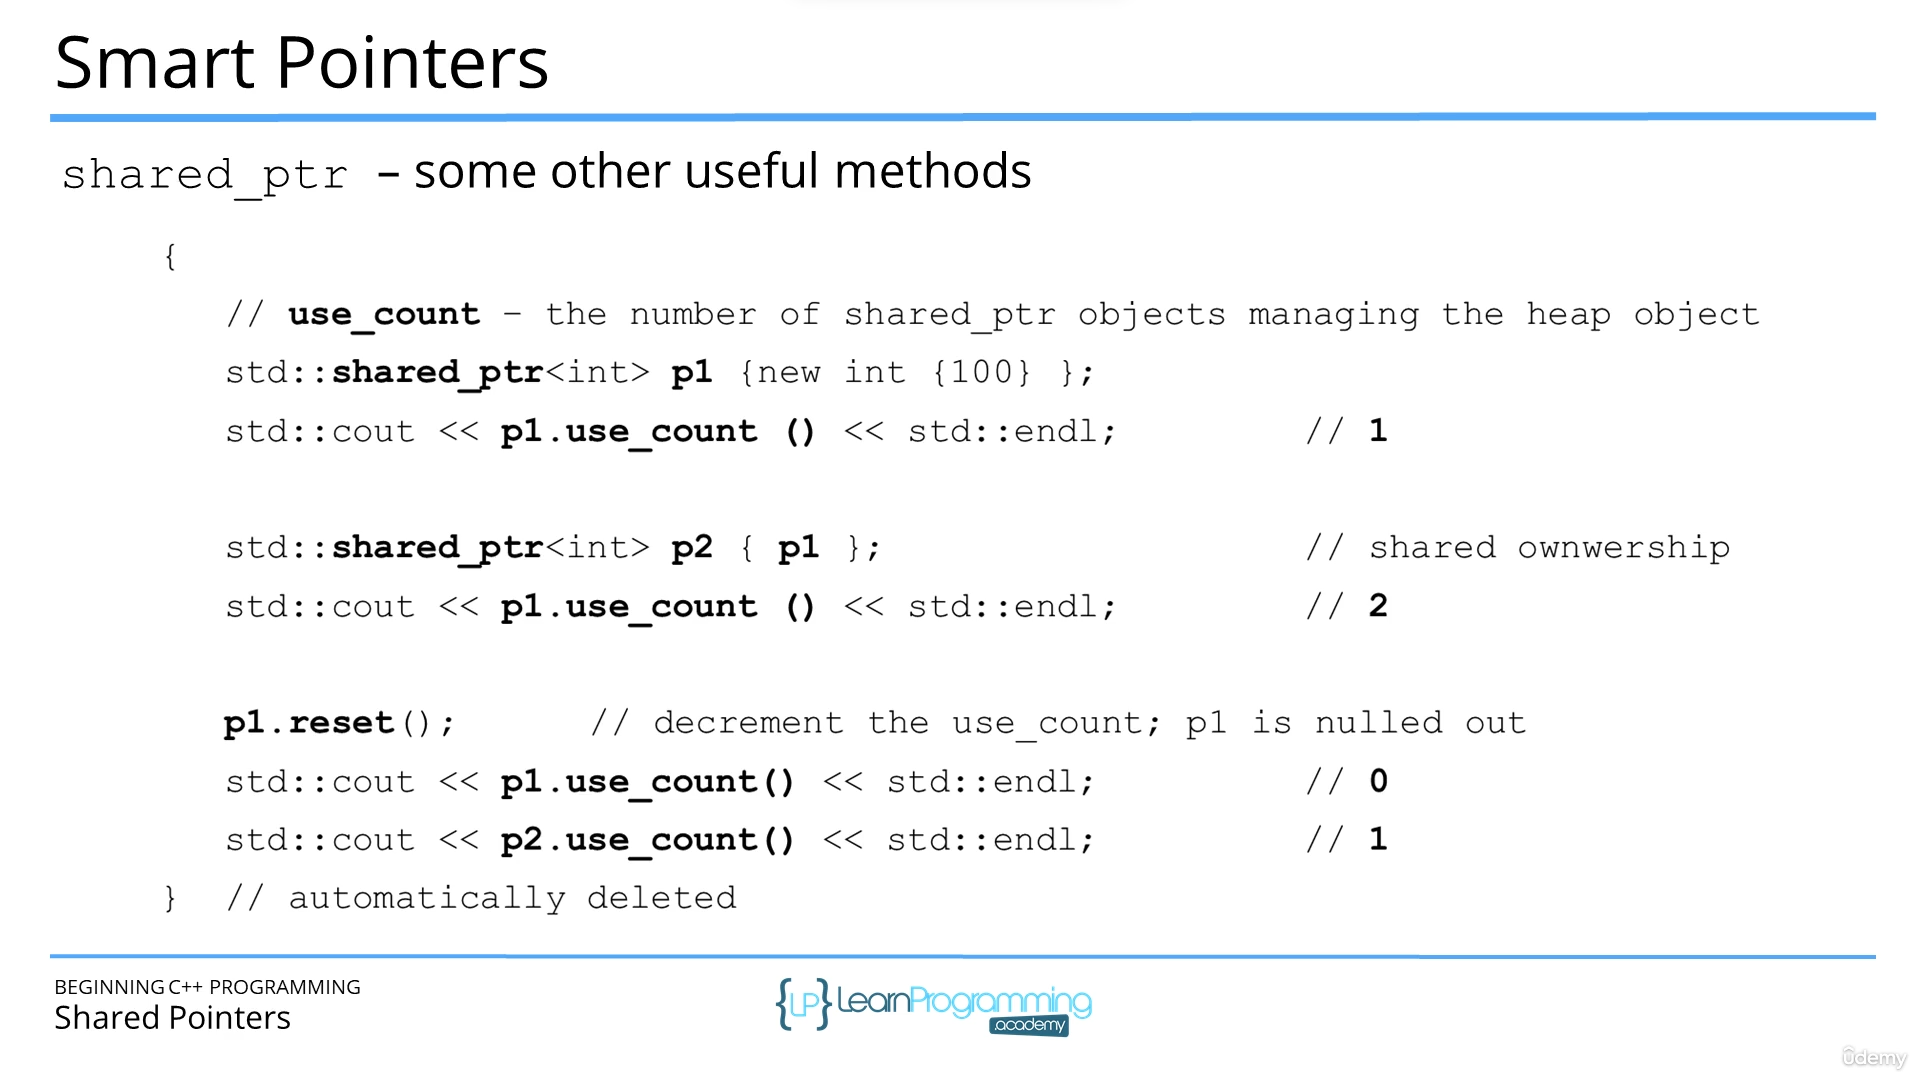 Smart Pointers
shared_ptr – some other useful methods
{
// use_count – the number of shared_ptr objects managing the heap object
std::shared_ptr<int> p1 {new int {100} };
std::cout << p1.use_count () << std::endl; // 1
std::shared_ptr<int> p2 { p1 }; // shared ownwership
std::cout << p1.use_count () << std::endl; // 2
p1.reset(); // decrement the use_count; p1 is nulled out
std::cout << p1.use_count() << std::endl; // 0
std::cout << p2.use_count() << std::endl; // 1
} // automatically deleted
BEGINNING C++ PROGRAMMING
Shared Pointers
{LP} LearnProgramming
.academy
ûdemy